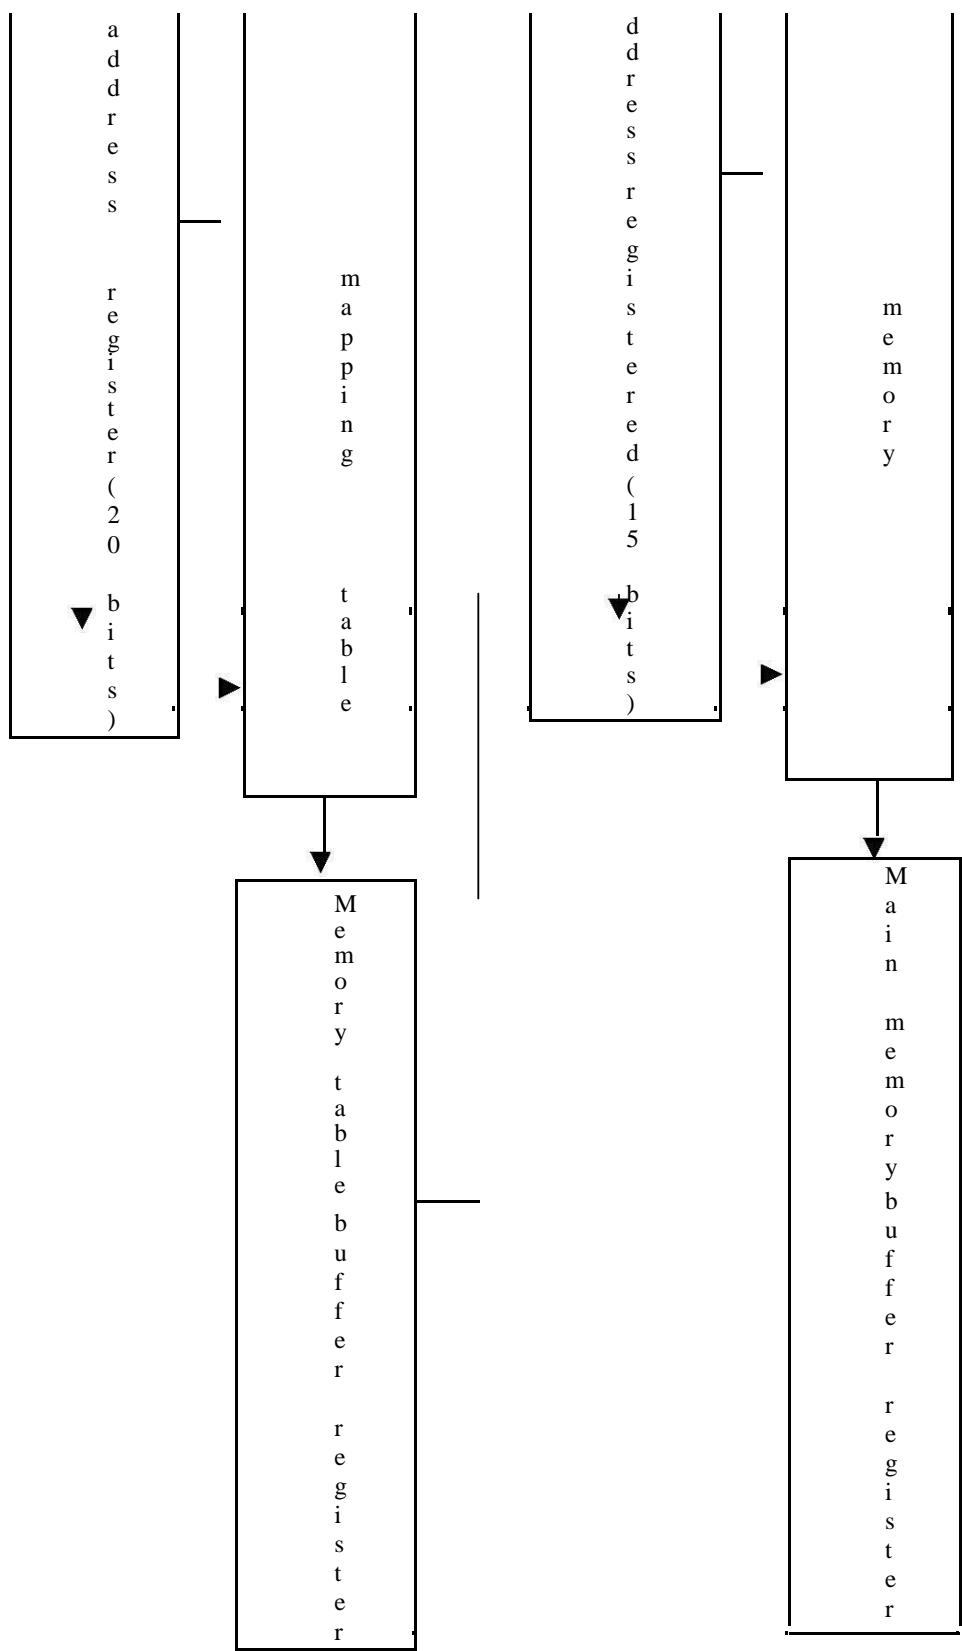 address register(20 bits)
mapping table
ddress registered(15 bits)
memory
Memory table buffer register
Main memorybuffer register